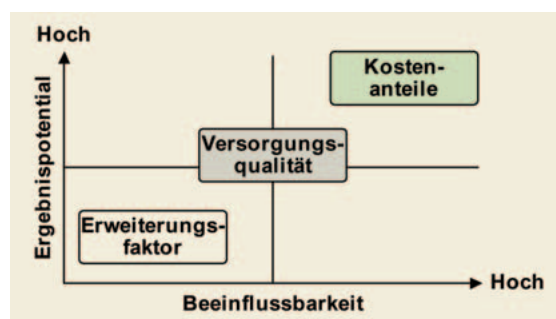 Hoch
Kosten-
anteile
Ergebnispotential
Versorgungs-
qualität
Erweiterungs-
faktor
Hoch
Beeinflussbarkeit